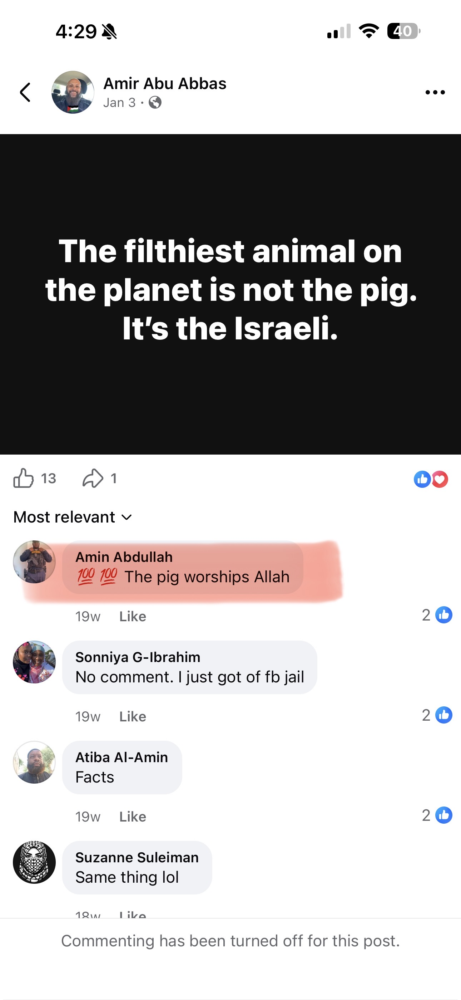 4:29
40
Amir Abu Abbas
Jan 3 ·
The filthiest animal on
the planet is not the pig.
It’s the Israeli.
13 1
Most relevant
Amin Abdullah
💯 💯 The pig worships Allah
19w Like 2
Sonniya G-Ibrahim
No comment. I just got of fb jail
19w Like 2
Atiba Al-Amin
Facts
19w Like 2
Suzanne Suleiman
Same thing lol
18w Like
Commenting has been turned off for this post.